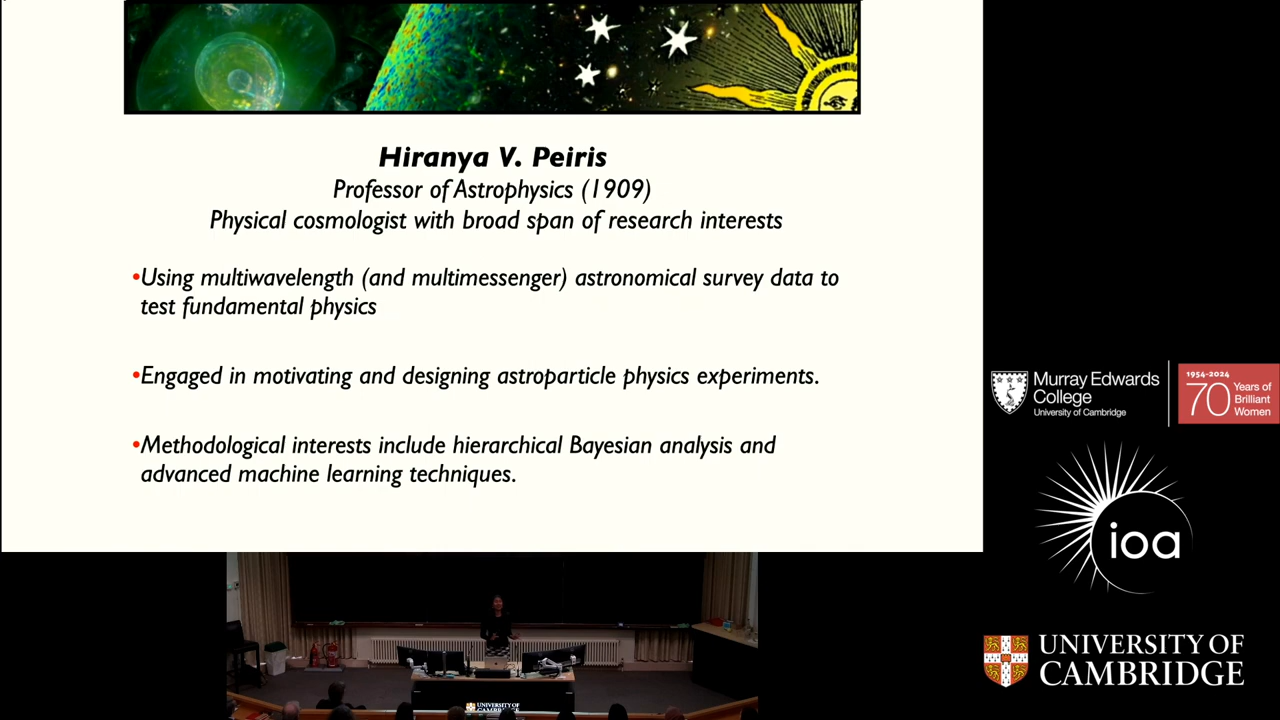 Hiranya V. Peiris
Professor of Astrophysics (1909)
Physical cosmologist with broad span of research interests
•Using multiwavelength (and multimessenger) astronomical survey data to
test fundamental physics
•Engaged in motivating and designing astroparticle physics experiments.
•Methodological interests include hierarchical Bayesian analysis and
advanced machine learning techniques.
Murray Edwards
College
University of Cambridge
1954-2024
70 Years of
Brilliant
Women
ioa
UNIVERSITY OF
CAMBRIDGE
UNIVERSITY OF
CAMBRIDGE